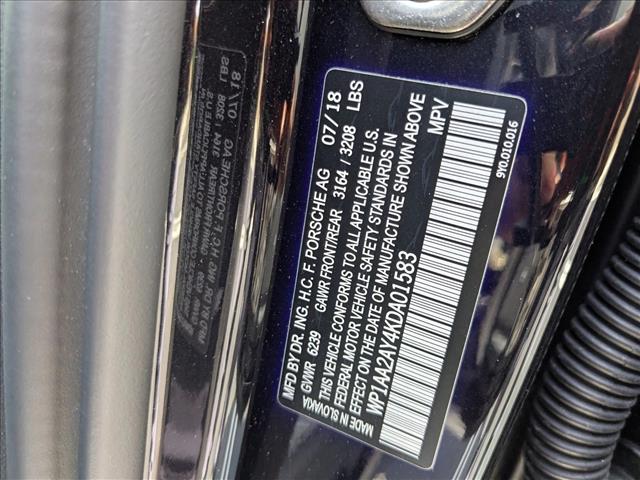 MFD BY DR. ING. H.C. F. PORSCHE AG 07/18
GVWR 6239 GAWR FRONT/REAR 3164 / 3208 LBS
THIS VEHICLE CONFORMS TO ALL APPLICABLE U.S.
FEDERAL MOTOR VEHICLE SAFETY STANDARDS IN
EFFECT ON THE DATE OF MANUFACTURE SHOWN ABOVE
WP1AA2AY4KDA01583 MPV
MADE IN SLOVAKIA
9Y0.010.016